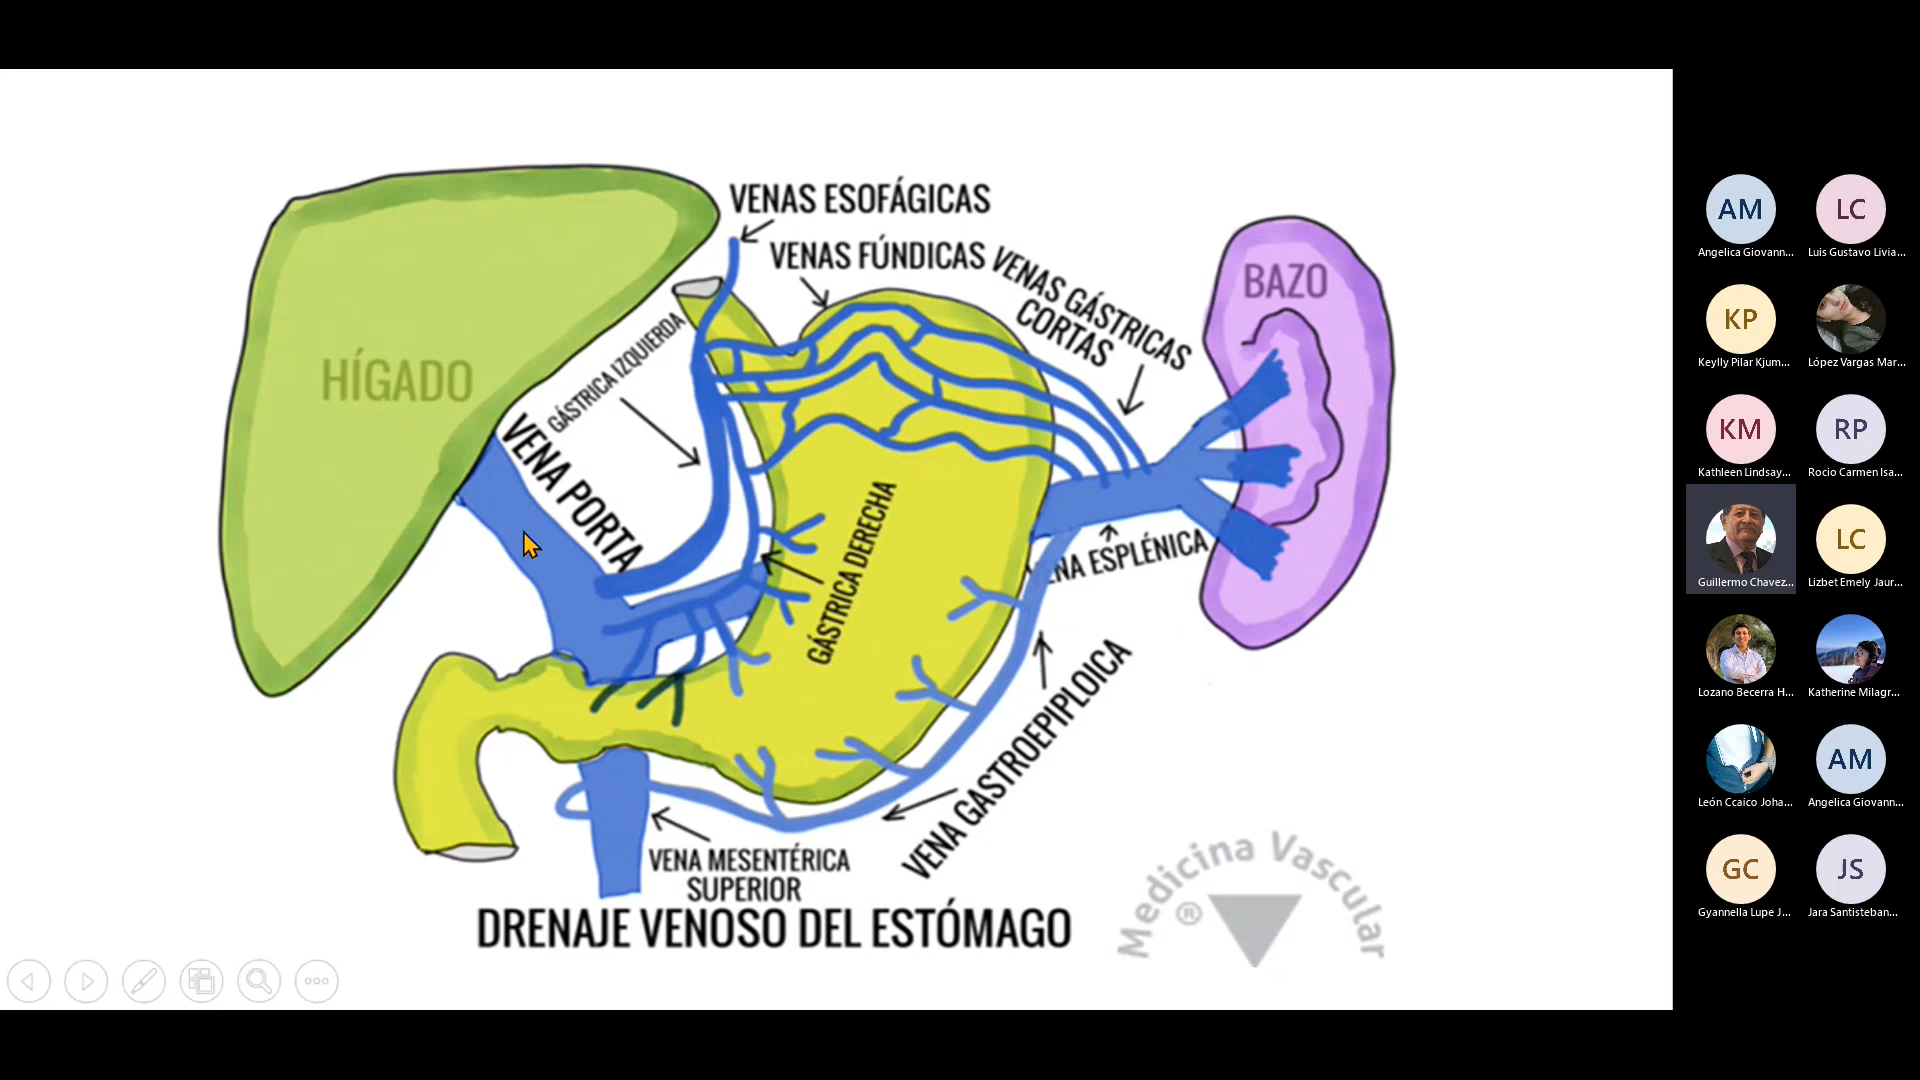 VENAS ESOFÁGICAS
VENAS FÚNDICAS
VENAS GÁSTRICAS
CORTAS
BAZO
HÍGADO
GÁSTRICA IZQUIERDA
VENA PORTA
GÁSTRICA DERECHA
VENA ESPLÉNICA
VENA GASTROEPIPLOICA
VENA MESENTÉRICA
SUPERIOR
DRENAJE VENOSO DEL ESTÓMAGO
Medicina Vascular
®
AM
Angelica Giovann...
LC
Luis Gustavo Livia...
KP
Keylly Pilar Kjum...
López Vargas Mar...
KM
Kathleen Lindsay...
RP
Rocio Carmen Isa...
Guillermo Chavez...
LC
Lizbet Emely Jaur...
Lozano Becerra H...
Katherine Milagr...
León Ccaico Joha...
AM
Angelica Giovann...
GC
Gyannella Lupe J...
JS
Jara Santisteban...